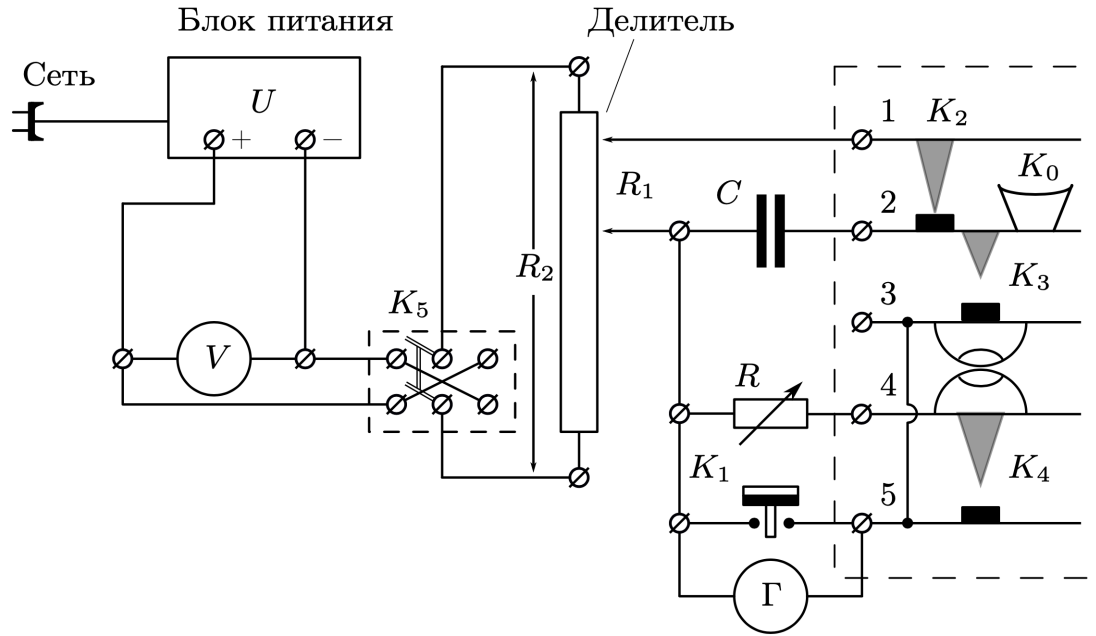 Блок питания
Делитель
Сеть
U
+
−
1
K₂
R₁
C
K₀
2
R₂
K₃
K₅
3
V
R
4
K₁
K₄
5
Г